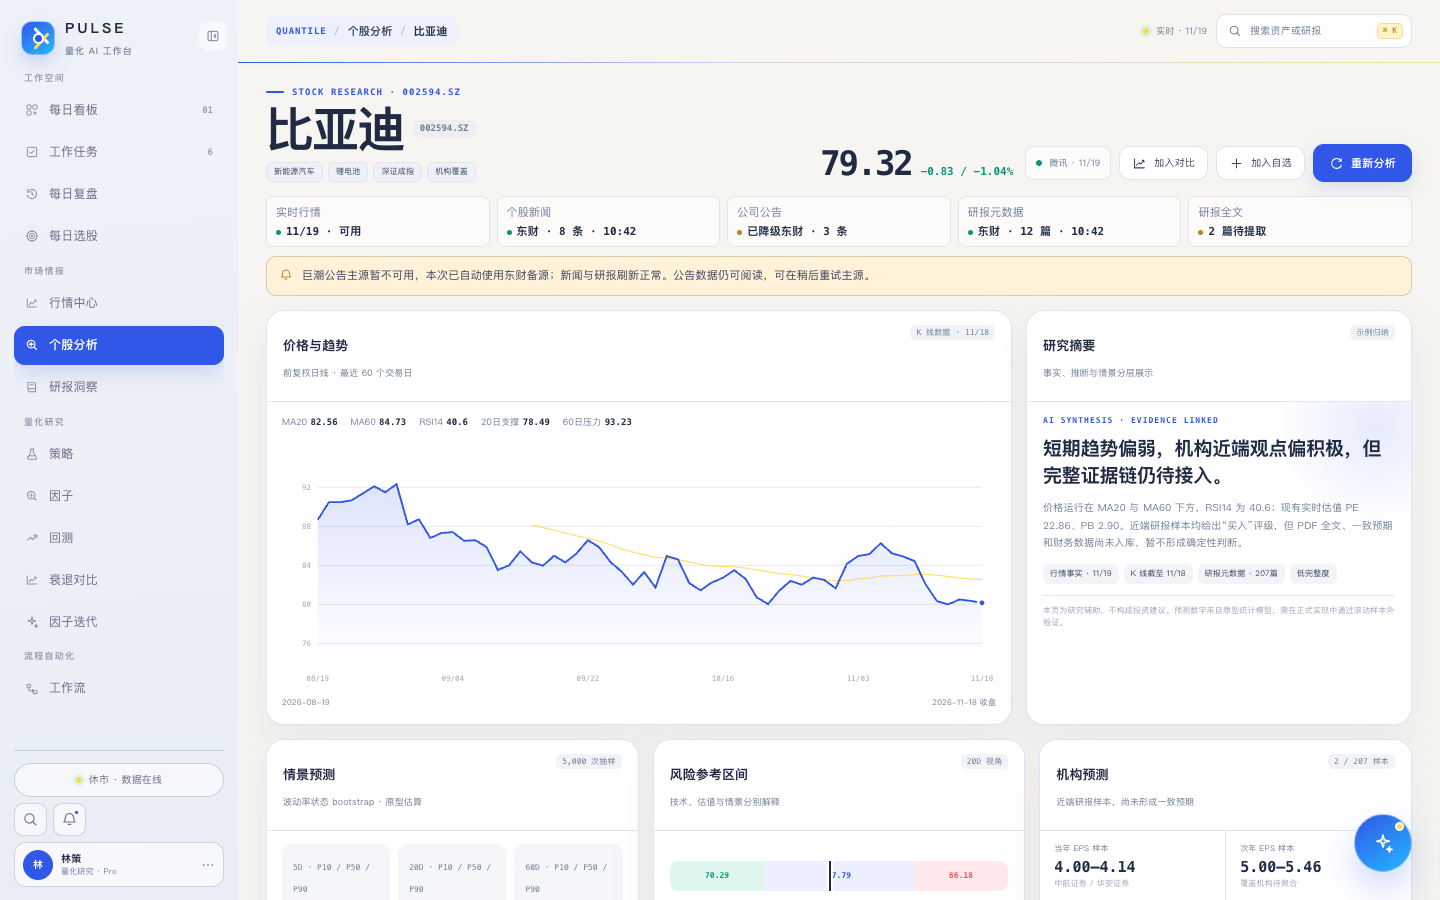 PULSE
量化 AI 工作台
工作空间
每日看板 01
工作任务 6
每日复盘
每日选股
市场情报
行情中心
个股分析
研报洞察
量化研究
策略
因子
回测
衰退对比
因子迭代
流程自动化
工作流
休市 · 数据在线
林
林策
量化研究 · Pro
QUANTILE / 个股分析 / 比亚迪
实时 · 11/19
搜索资产或研报
⌘ K
STOCK RESEARCH · 002594.SZ
比亚迪 002594.SZ
新能源汽车 锂电池 深证成指 机构覆盖
79.32 −0.83 / −1.04%
腾讯 · 11/19
加入对比
加入自选
重新分析
实时行情
11/19 · 可用
个股新闻
东财 · 8 条 · 10:42
公司公告
已降级东财 · 3 条
研报元数据
东财 · 12 篇 · 10:42
研报全文
2 篇待提取
巨潮公告主源暂不可用，本次已自动使用东财备源；新闻与研报刷新正常。公告数据仍可阅读，可在稍后重试主源。
K 线数据 · 11/18
价格与趋势
前复权日线 · 最近 60 个交易日
MA20 82.56 MA60 84.73 RSI14 40.6 20日支撑 78.49 60日压力 93.23
92
88
84
80
76
08/19 09/04 09/22 10/16 11/03 11/18
2026-08-19 2026-11-18 收盘
示例归纳
研究摘要
事实、推断与情景分层展示
AI SYNTHESIS · EVIDENCE LINKED
短期趋势偏弱，机构近端观点偏积极，但
完整证据链仍待接入。
价格运行在 MA20 与 MA60 下方，RSI14 为 40.6；现有实时估值 PE
22.86、PB 2.90。近端研报样本均给出“买入”评级，但 PDF 全文、一致预期
和财务数据尚未入库，暂不形成确定性判断。
行情事实 · 11/19 K 线截至 11/18 研报元数据 · 207篇 低完整度
本页为研究辅助，不构成投资建议。预测数字来自原型统计模型，需在正式实现中通过滚动样本外
验证。
5,000 次抽样
情景预测
波动率状态 bootstrap · 原型估算
5D · P10 / P50 /
P90
20D · P10 / P50 /
P90
60D · P10 / P50 /
P90
20D 视角
风险参考区间
技术、估值与情景分别解释
70.29 7.79 86.18
2 / 207 样本
机构预测
近端研报样本，尚未形成一致预期
当年 EPS 样本
4.00–4.14
中航证券 / 华安证券
次年 EPS 样本
5.00–5.46
覆盖机构待聚合